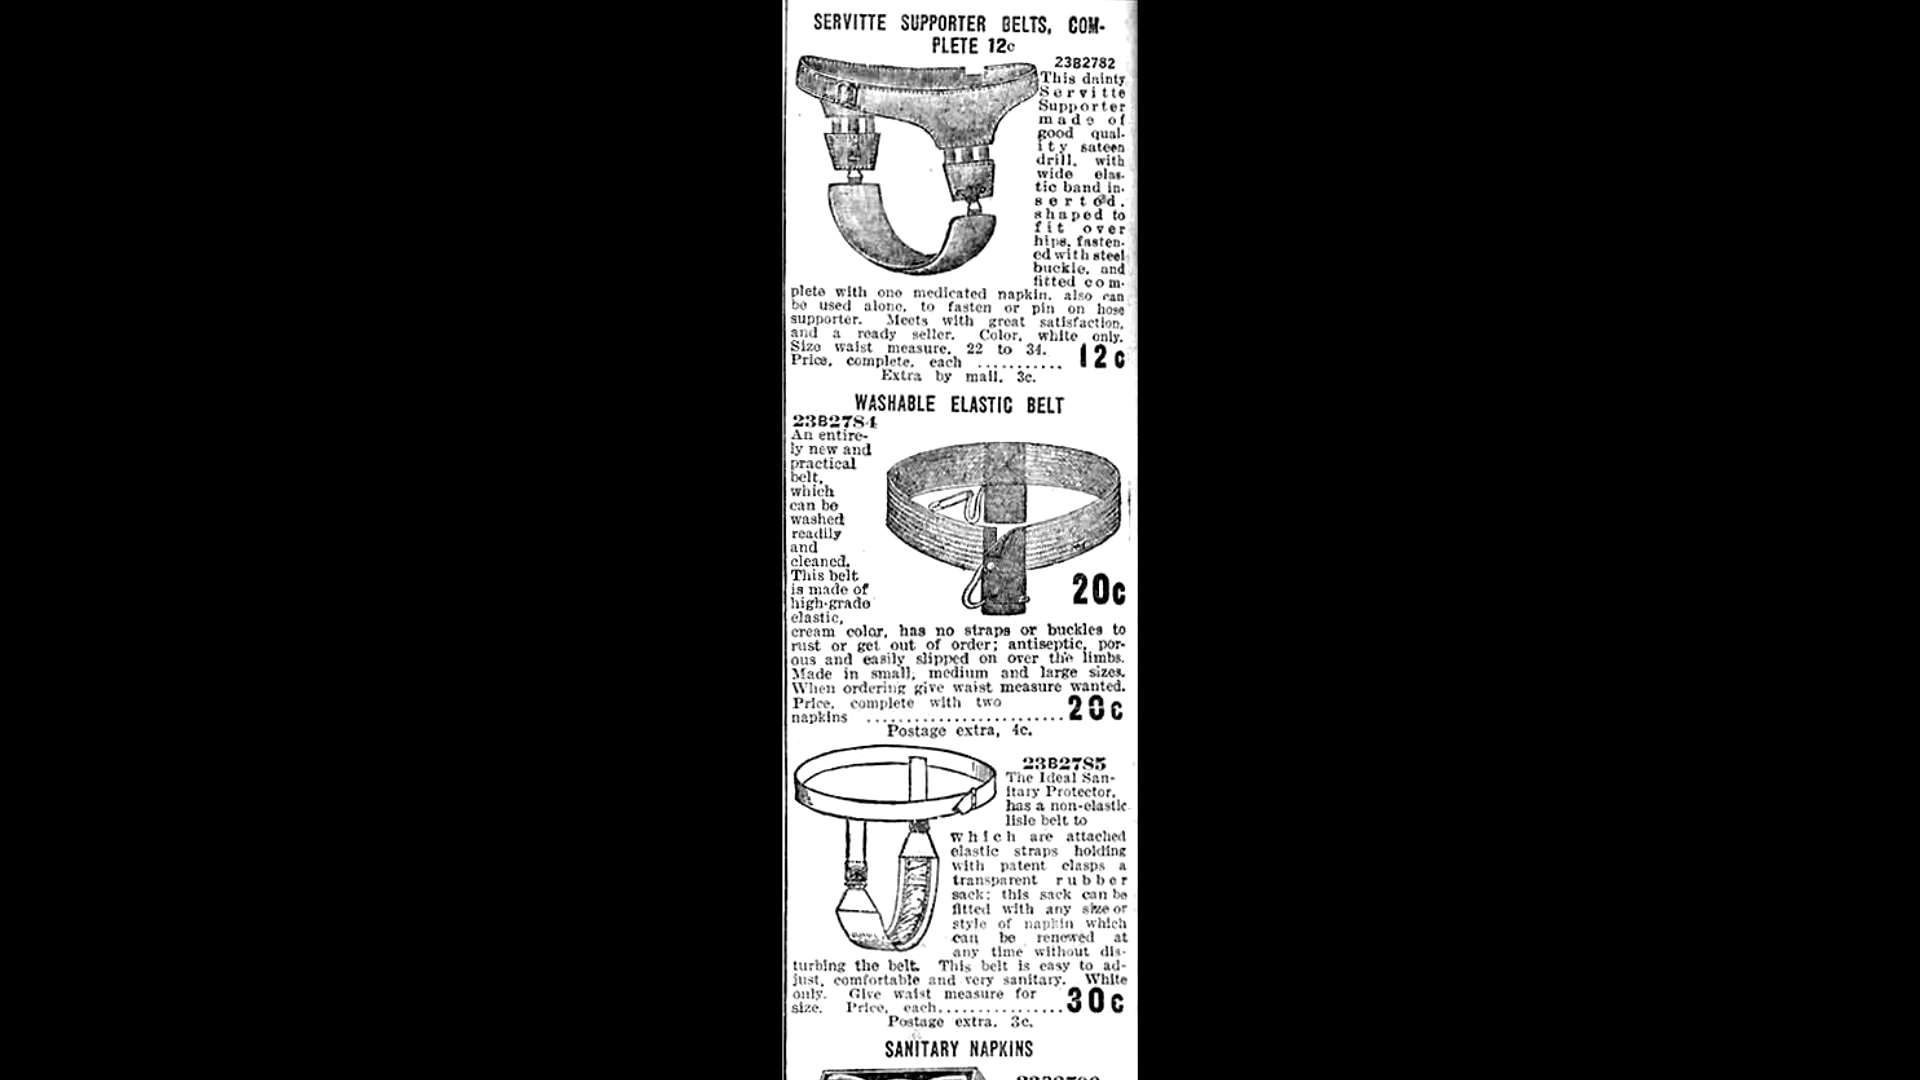 SERVITTE SUPPORTER BELTS, COM-
PLETE 12c
23B2782
This dainty
Servitte
Supporter
made of
good qual-
ity sateen
drill, with
wide elas-
tic band in-
serted,
shaped to
fit over
hips, fasten-
ed with steel
buckle, and
fitted com-
plete with one medicated napkin, also can
be used alone, to fasten or pin on hose
supporter. Meets with great satisfaction,
and a ready seller. Color, white only.
Size waist measure, 22 to 34.
Price, complete, each ........... 12c
Extra by mail, 3c.
WASHABLE ELASTIC BELT
23B2784
An entire-
ly new and
practical
belt,
which
can be
washed
readily
and
cleaned.
This belt
is made of
high-grade
elastic,
20c
cream color, has no straps or buckles to
rust or get out of order; antiseptic, por-
ous and easily slipped on over the limbs.
Made in small, medium and large sizes.
When ordering give waist measure wanted.
Price, complete with two
napkins .........................20c
Postage extra, 4c.
23B2785
The Ideal San-
itary Protector,
has a non-elastic
lisle belt to
which are attached
elastic straps holding
with patent clasps a
transparent rubber
sack; this sack can be
fitted with any size or
style of napkin which
can be renewed at
any time without dis-
turbing the belt. This belt is easy to ad-
just, comfortable and very sanitary. White
only. Give waist measure for
size. Price, each................30c
Postage extra, 3c.
SANITARY NAPKINS